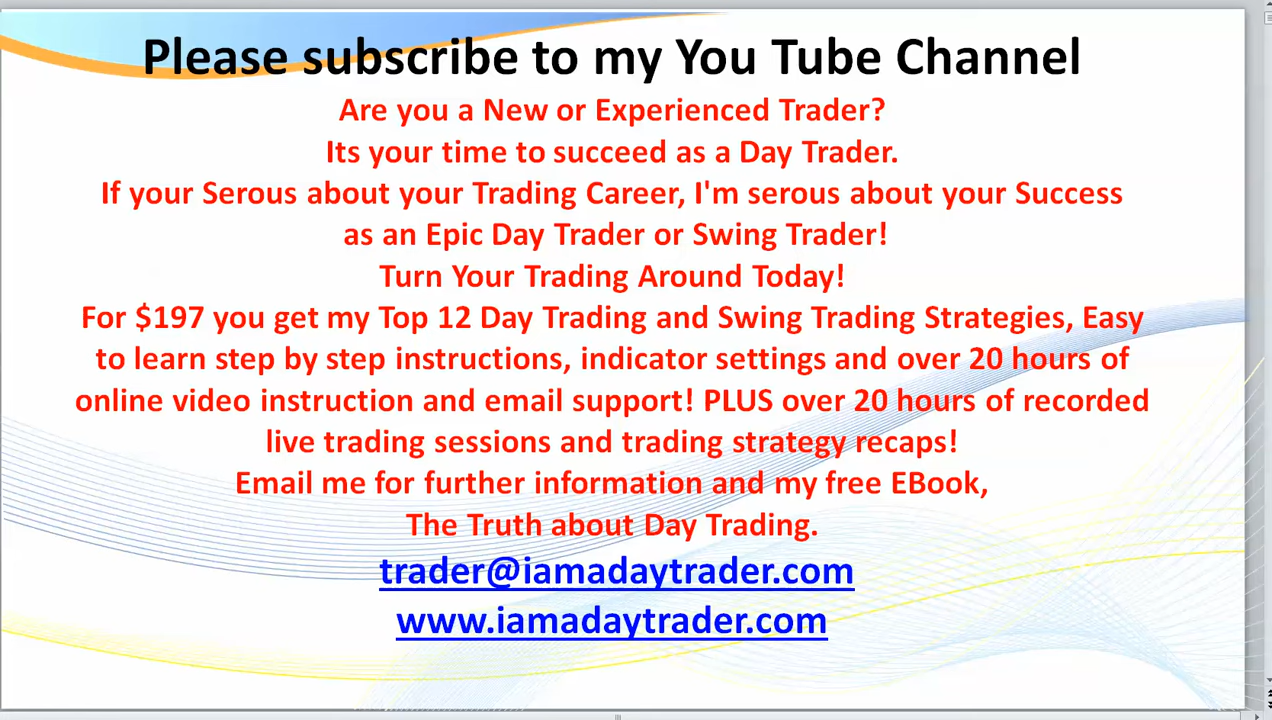 Please subscribe to my You Tube Channel
Are you a New or Experienced Trader?
Its your time to succeed as a Day Trader.
If your Serous about your Trading Career, I'm serous about your Success
as an Epic Day Trader or Swing Trader!
Turn Your Trading Around Today!
For $197 you get my Top 12 Day Trading and Swing Trading Strategies, Easy
to learn step by step instructions, indicator settings and over 20 hours of
online video instruction and email support! PLUS over 20 hours of recorded
live trading sessions and trading strategy recaps!
Email me for further information and my free EBook,
The Truth about Day Trading.
trader@iamadaytrader.com
www.iamadaytrader.com